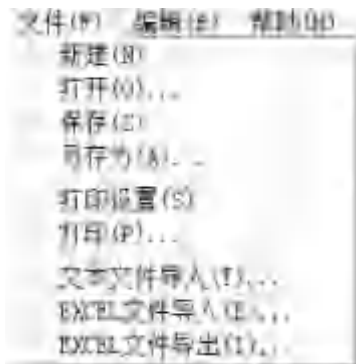 文件(F) 编辑(E) 帮助(H)
新建(N)
打开(O)...
保存(S)
另存为(A)...
打印设置(S)
打印(P)...
文本文件导入(T)...
EXCEL文件导入(E)...
EXCEL文件导出(I)...